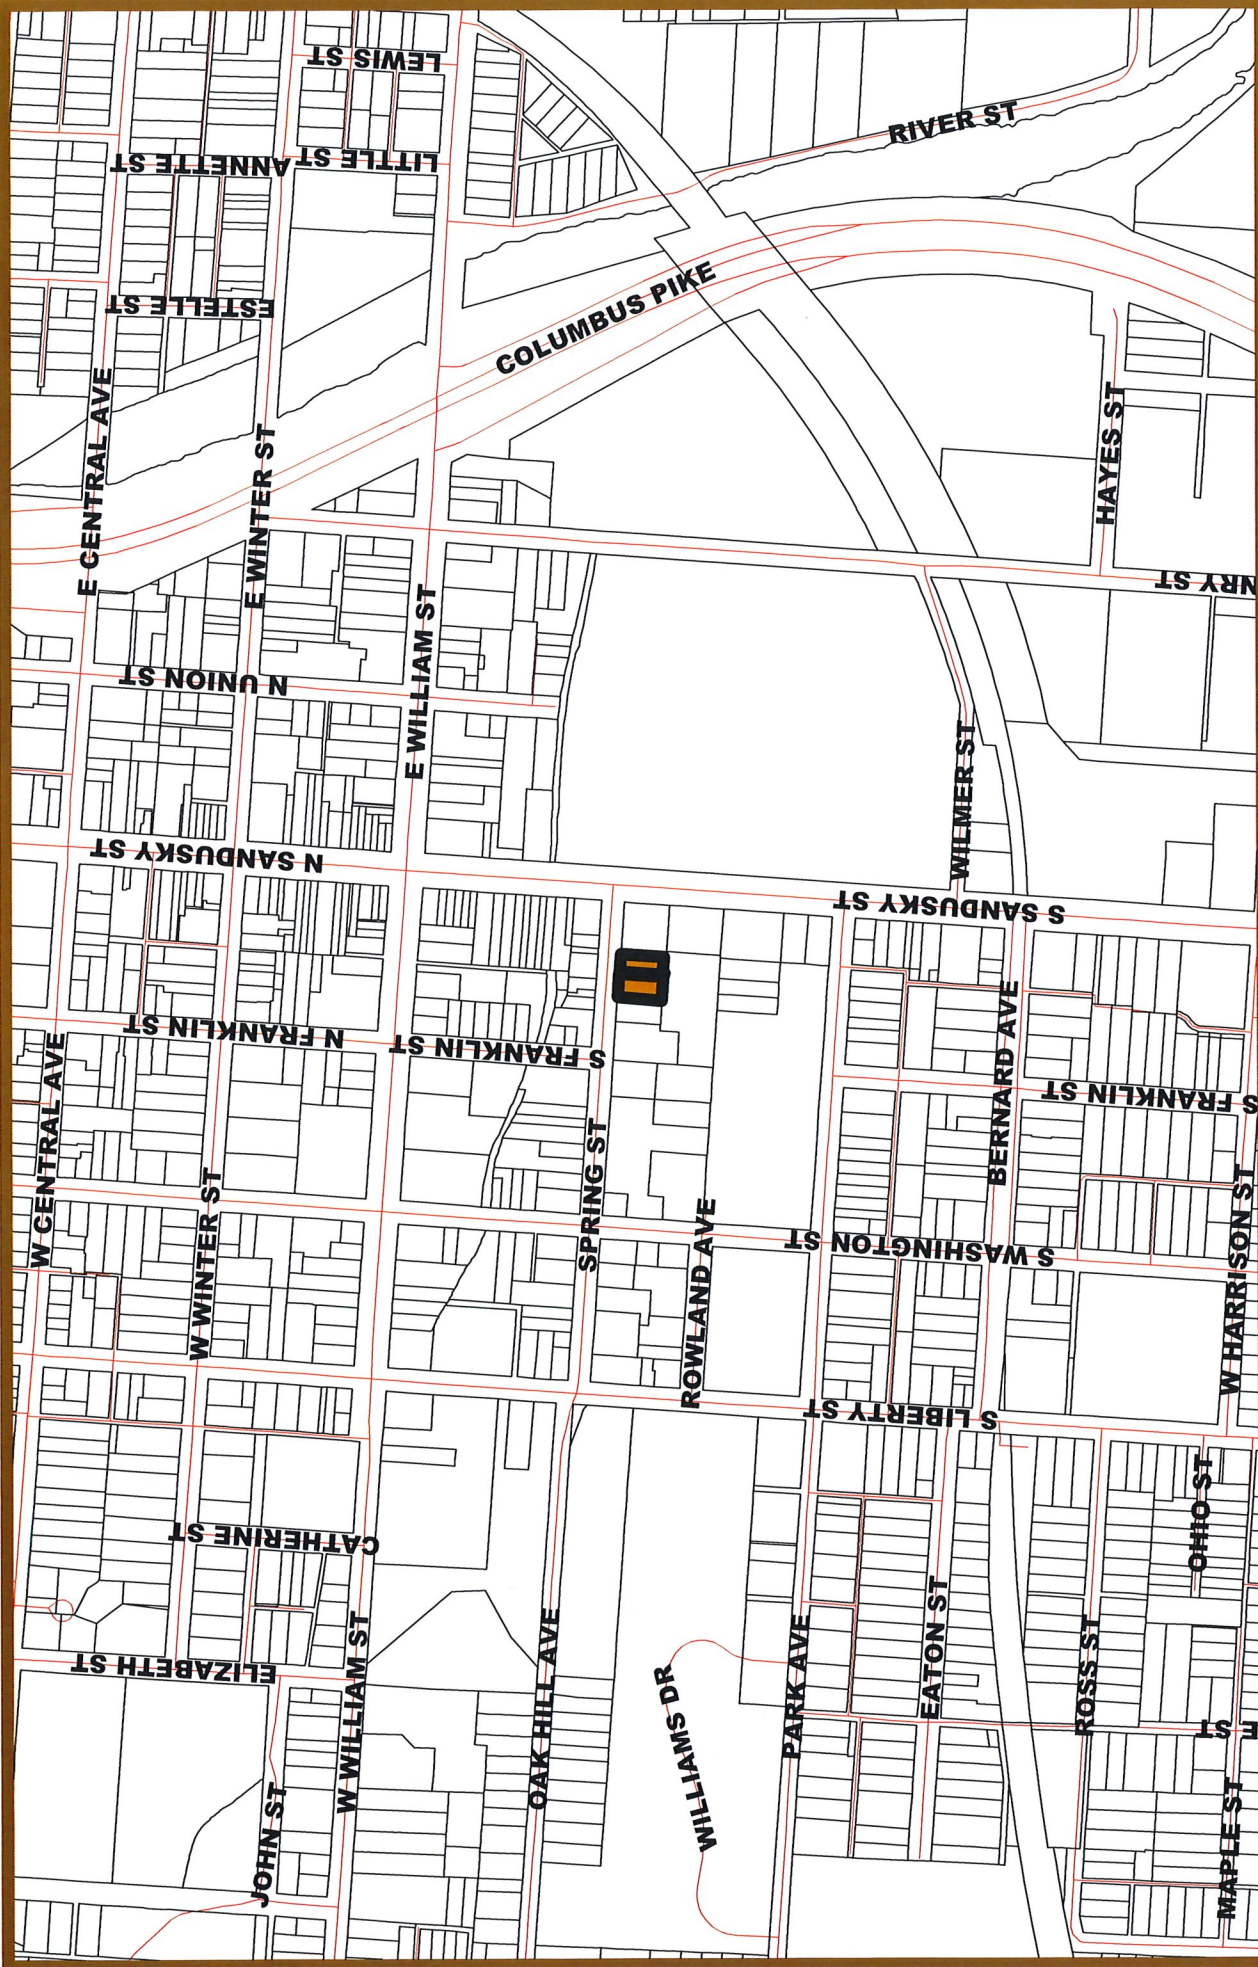 LEWIS ST
RIVER ST
ANNETTE ST
LITTLE ST
COLUMBUS PIKE
ESTELLE ST
E CENTRAL AVE
E WINTER ST
HAYES ST
NRY ST
E WILLIAM ST
N UNION ST
WILMER ST
N SANDUSKY ST
S SANDUSKY ST
N FRANKLIN ST
S FRANKLIN ST
BERNARD AVE
S FRANKLIN ST
W CENTRAL AVE
W WINTER ST
SPRING ST
ROWLAND AVE
S WASHINGTON ST
W HARRISON ST
S LIBERTY ST
OHIO ST
CATHERINE ST
ELIZABETH ST
W WILLIAM ST
OAK HILL AVE
WILLIAMS DR
PARK AVE
EATON ST
ROSS ST
E ST
JOHN ST
MAPLE ST